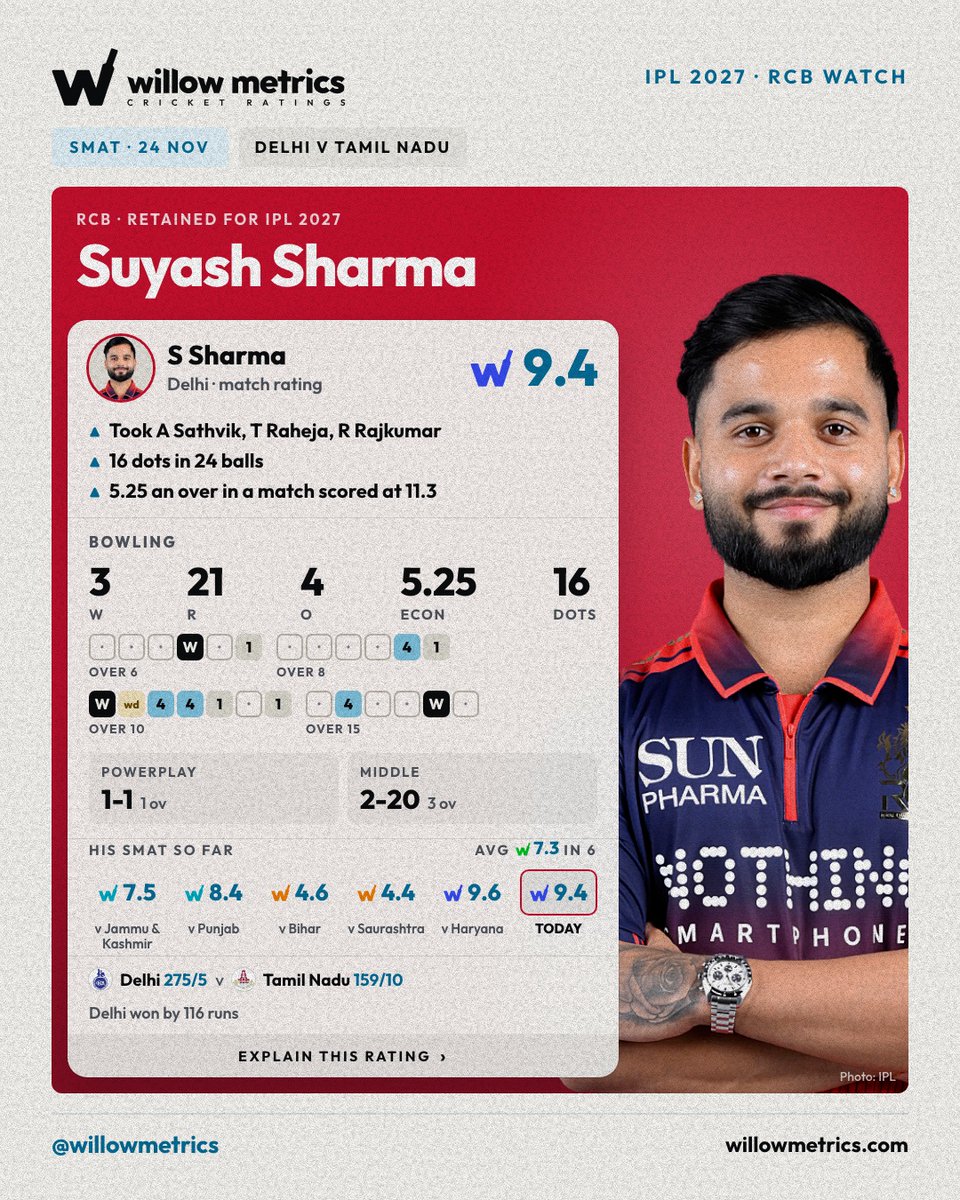 willow metrics
CRICKET RATINGS
IPL 2027 · RCB WATCH
SMAT · 24 NOV
DELHI V TAMIL NADU
RCB · RETAINED FOR IPL 2027
Suyash Sharma
S Sharma
Delhi · match rating
9.4
Took A Sathvik, T Raheja, R Rajkumar
16 dots in 24 balls
5.25 an over in a match scored at 11.3
BOWLING
3 21 4 5.25 16
W R O ECON DOTS
· · · W · 1 · · · · 4 1
OVER 6 OVER 8
W wd 4 4 1 · 1 · 4 · · W ·
OVER 10 OVER 15
POWERPLAY MIDDLE
1-1 1 ov 2-20 3 ov
HIS SMAT SO FAR AVG 7.3 IN 6
7.5 8.4 4.6 4.4 9.6 9.4
v Jammu & Kashmir v Punjab v Bihar v Saurashtra v Haryana TODAY
Delhi 275/5 v Tamil Nadu 159/10
Delhi won by 116 runs
EXPLAIN THIS RATING ›
SUN
PHARMA
NOTHIN
MARTPHONE
Photo: IPL
@willowmetrics
willowmetrics.com